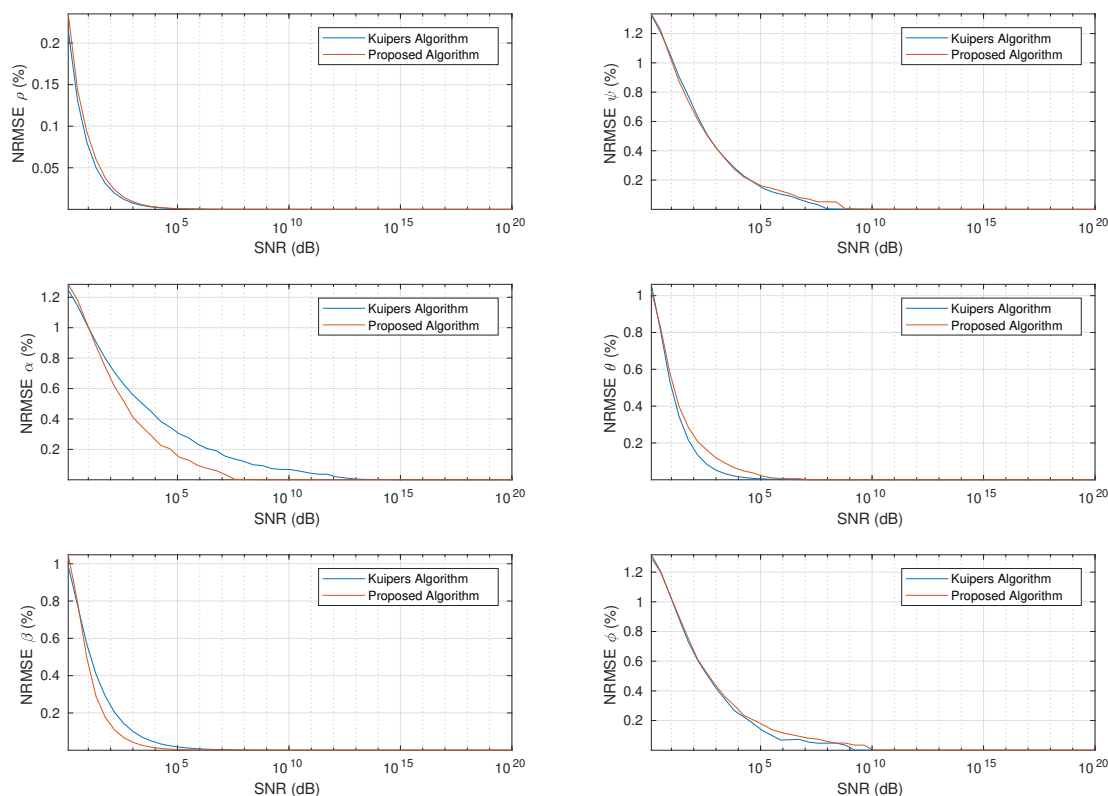 NRMSE ρ (%)
0.2
0.15
0.1
0.05
Kuipers Algorithm
Proposed Algorithm
10^5
10^10
10^15
10^20
SNR (dB)
NRMSE ψ (%)
1.2
1
0.8
0.6
0.4
0.2
Kuipers Algorithm
Proposed Algorithm
10^5
10^10
10^15
10^20
SNR (dB)
NRMSE α (%)
1.2
1
0.8
0.6
0.4
0.2
Kuipers Algorithm
Proposed Algorithm
10^5
10^10
10^15
10^20
SNR (dB)
NRMSE θ (%)
1
0.8
0.6
0.4
0.2
Kuipers Algorithm
Proposed Algorithm
10^5
10^10
10^15
10^20
SNR (dB)
NRMSE β (%)
1
0.8
0.6
0.4
0.2
Kuipers Algorithm
Proposed Algorithm
10^5
10^10
10^15
10^20
SNR (dB)
NRMSE ϕ (%)
1.2
1
0.8
0.6
0.4
0.2
Kuipers Algorithm
Proposed Algorithm
10^5
10^10
10^15
10^20
SNR (dB)